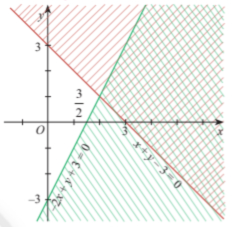 y
3
3
2
O
3
x
-2x + y + 3 = 0
x + y - 3 = 0
-3